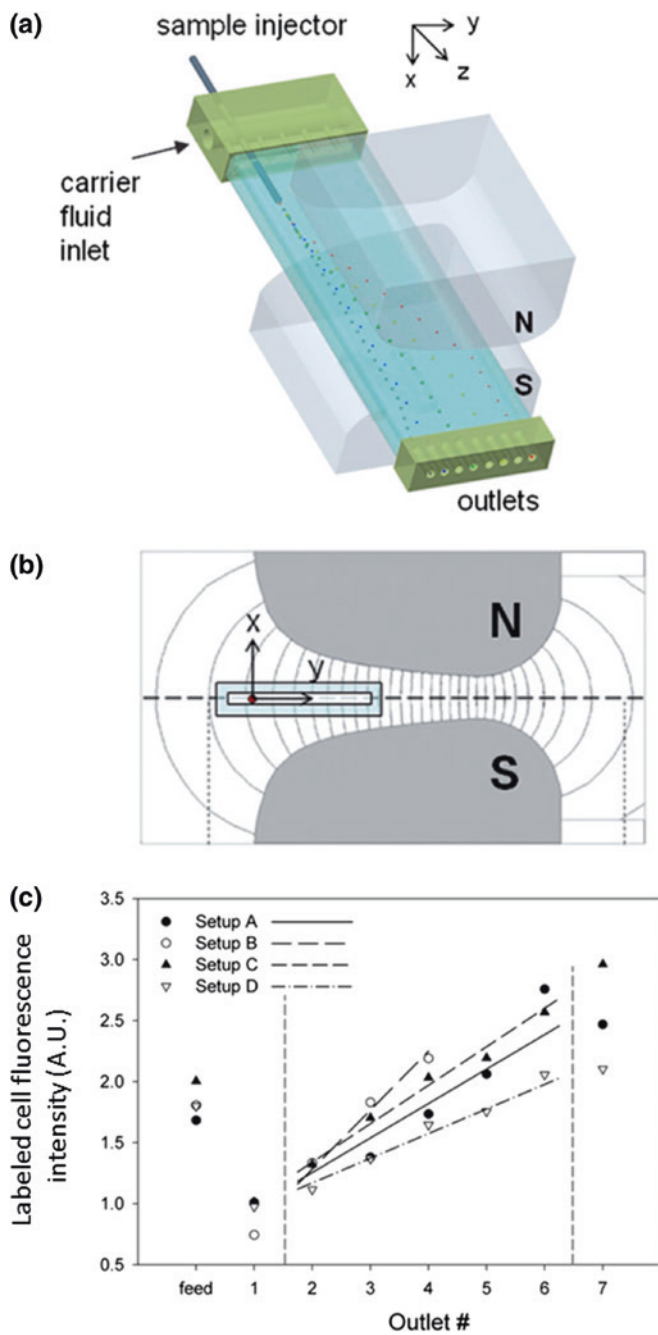 (a)
sample injector
y
x
z
carrier
fluid
inlet
N
S
outlets
(b)
N
x
y
S
(c)
Labeled cell fluorescence
intensity (A.U.)
3.5
3.0
2.5
2.0
1.5
1.0
0.5
Setup A
Setup B
Setup C
Setup D
feed 1 2 3 4 5 6 7
Outlet #